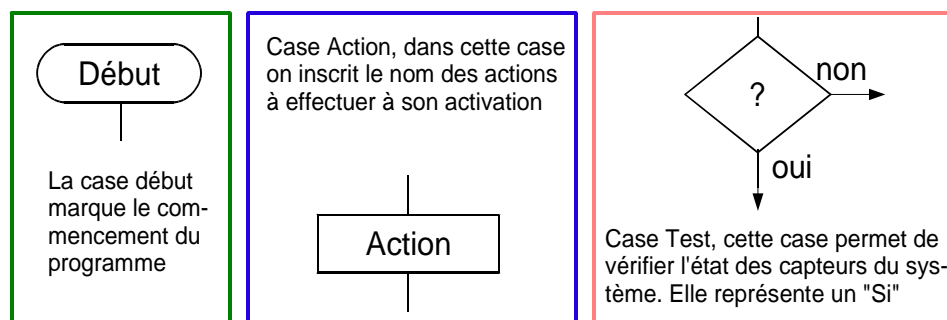 Début
La case début
marque le com-
mencement du
programme
Case Action, dans cette case
on inscrit le nom des actions
à effectuer à son activation
Action
?
non
oui
Case Test, cette case permet de
vérifier l'état des capteurs du sys-
tème. Elle représente un "Si"